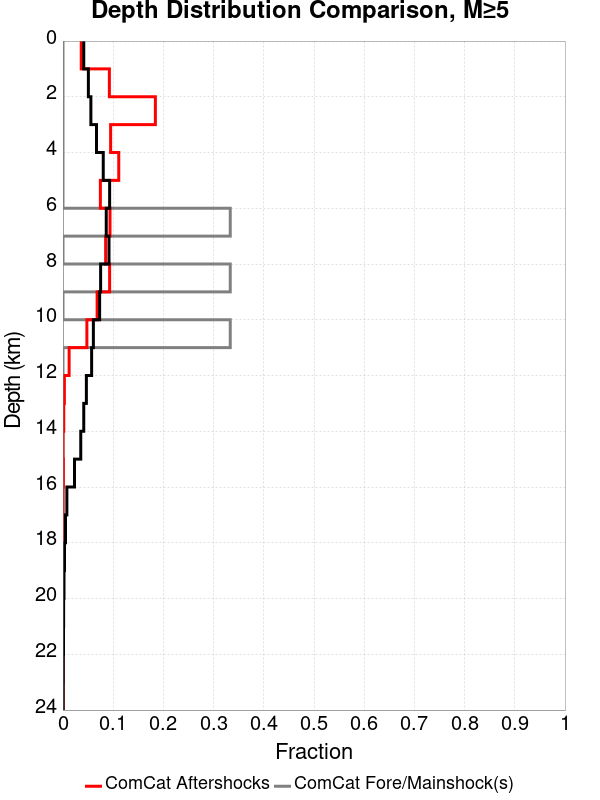 Depth Distribution Comparison, M≥5
0
2
4
6
8
10
12
14
16
18
20
22
24
Depth (km)
0 0.1 0.2 0.3 0.4 0.5 0.6 0.7 0.8 0.9 1
Fraction
ComCat Aftershocks ComCat Fore/Mainshock(s)